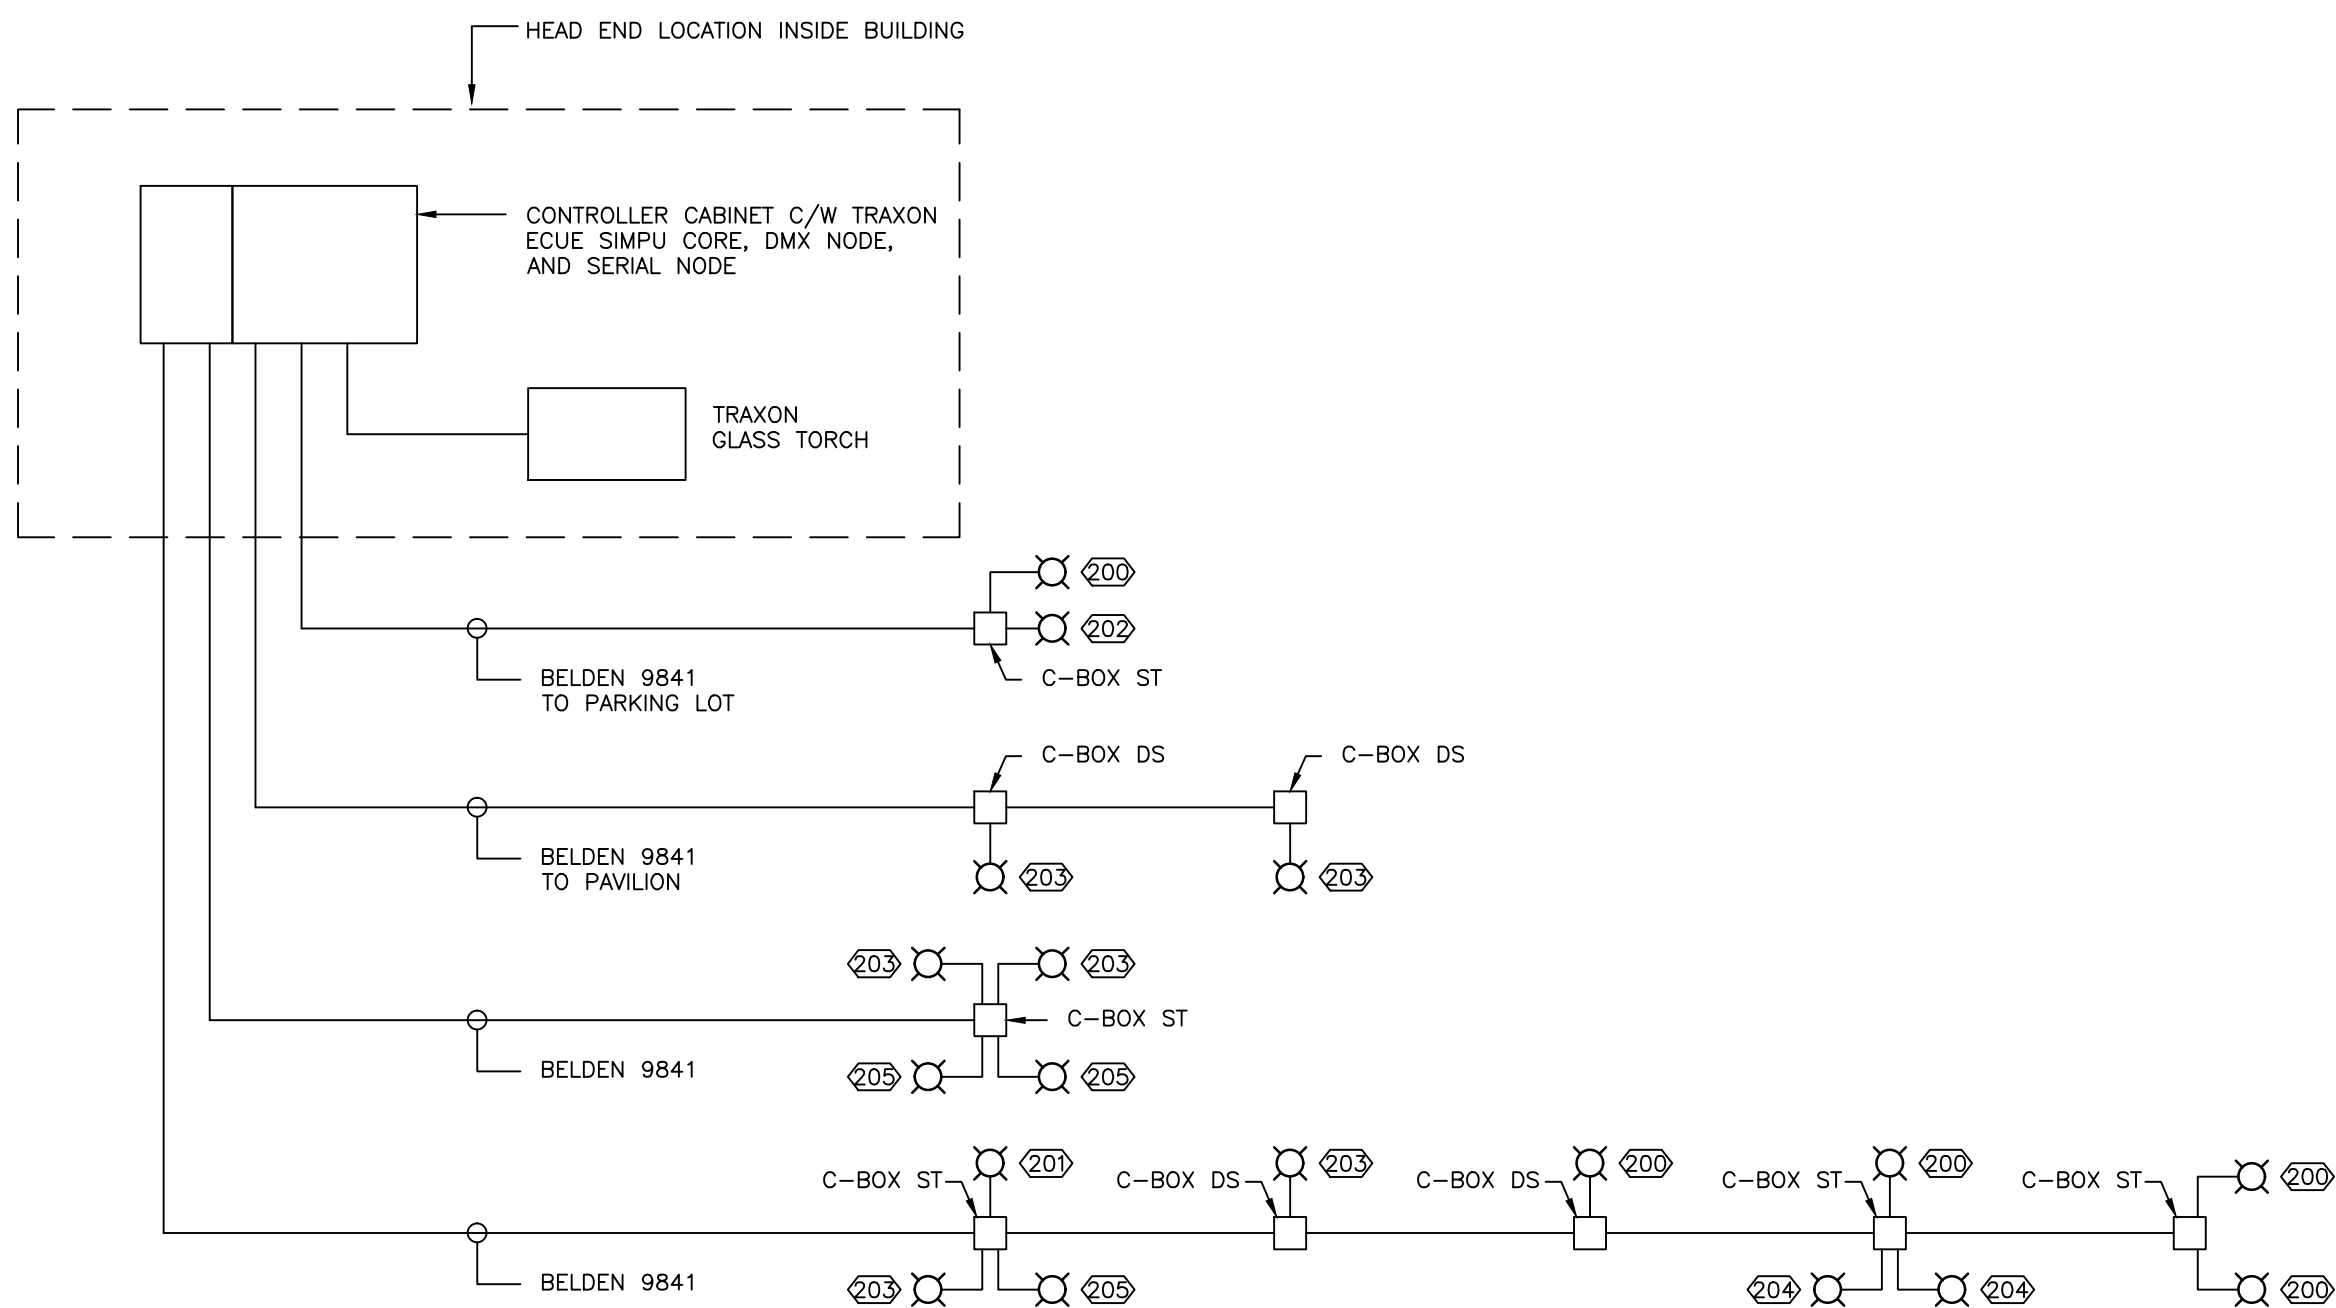 HEAD END LOCATION INSIDE BUILDING
CONTROLLER CABINET C/W TRAXON
ECUE SIMPU CORE, DMX NODE,
AND SERIAL NODE
TRAXON
GLASS TORCH
200
202
BELDEN 9841
TO PARKING LOT
C-BOX ST
C-BOX DS
C-BOX DS
BELDEN 9841
TO PAVILION
203
203
203
203
C-BOX ST
BELDEN 9841
205
205
C-BOX ST
201
C-BOX DS
203
C-BOX DS
200
C-BOX ST
200
C-BOX ST
200
BELDEN 9841
203
205
204
204
200